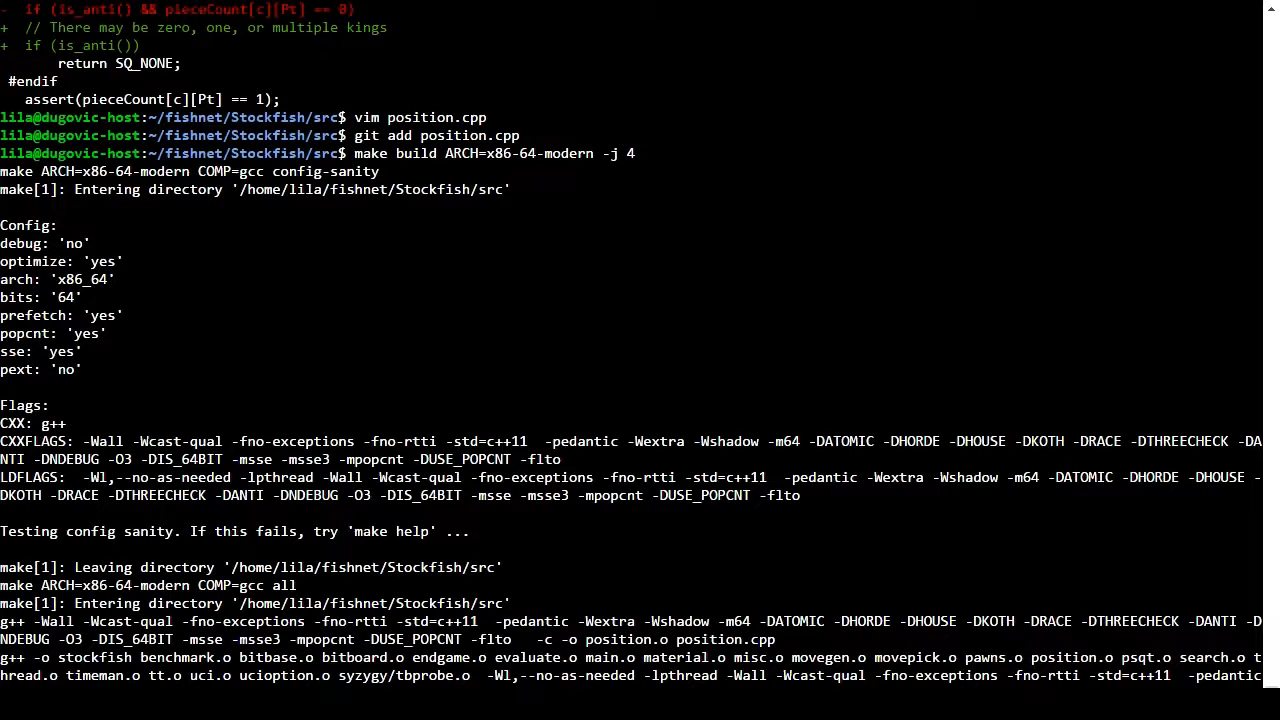 -  if (is_anti() && pieceCount[c][Pt] == 0)
+  // There may be zero, one, or multiple kings
+  if (is_anti())
       return SQ_NONE;
 #endif
   assert(pieceCount[c][Pt] == 1);
lila@dugovic-host:~/fishnet/Stockfish/src$ vim position.cpp
lila@dugovic-host:~/fishnet/Stockfish/src$ git add position.cpp
lila@dugovic-host:~/fishnet/Stockfish/src$ make build ARCH=x86-64-modern -j 4
make ARCH=x86-64-modern COMP=gcc config-sanity
make[1]: Entering directory '/home/lila/fishnet/Stockfish/src'
Config:
debug: 'no'
optimize: 'yes'
arch: 'x86_64'
bits: '64'
prefetch: 'yes'
popcnt: 'yes'
sse: 'yes'
pext: 'no'
Flags:
CXX: g++
CXXFLAGS: -Wall -Wcast-qual -fno-exceptions -fno-rtti -std=c++11  -pedantic -Wextra -Wshadow -m64 -DATOMIC -DHORDE -DHOUSE -DKOTH -DRACE -DTHREECHECK -DA
NTI -DNDEBUG -O3 -DIS_64BIT -msse -msse3 -mpopcnt -DUSE_POPCNT -flto
LDFLAGS:  -Wl,--no-as-needed -lpthread -Wall -Wcast-qual -fno-exceptions -fno-rtti -std=c++11  -pedantic -Wextra -Wshadow -m64 -DATOMIC -DHORDE -DHOUSE -
DKOTH -DRACE -DTHREECHECK -DANTI -DNDEBUG -O3 -DIS_64BIT -msse -msse3 -mpopcnt -DUSE_POPCNT -flto
Testing config sanity. If this fails, try 'make help' ...
make[1]: Leaving directory '/home/lila/fishnet/Stockfish/src'
make ARCH=x86-64-modern COMP=gcc all
make[1]: Entering directory '/home/lila/fishnet/Stockfish/src'
g++ -Wall -Wcast-qual -fno-exceptions -fno-rtti -std=c++11  -pedantic -Wextra -Wshadow -m64 -DATOMIC -DHORDE -DHOUSE -DKOTH -DRACE -DTHREECHECK -DANTI -D
NDEBUG -O3 -DIS_64BIT -msse -msse3 -mpopcnt -DUSE_POPCNT -flto   -c -o position.o position.cpp
g++ -o stockfish benchmark.o bitbase.o bitboard.o endgame.o evaluate.o main.o material.o misc.o movegen.o movepick.o pawns.o position.o psqt.o search.o t
hread.o timeman.o tt.o uci.o ucioption.o syzygy/tbprobe.o  -Wl,--no-as-needed -lpthread -Wall -Wcast-qual -fno-exceptions -fno-rtti -std=c++11  -pedantic